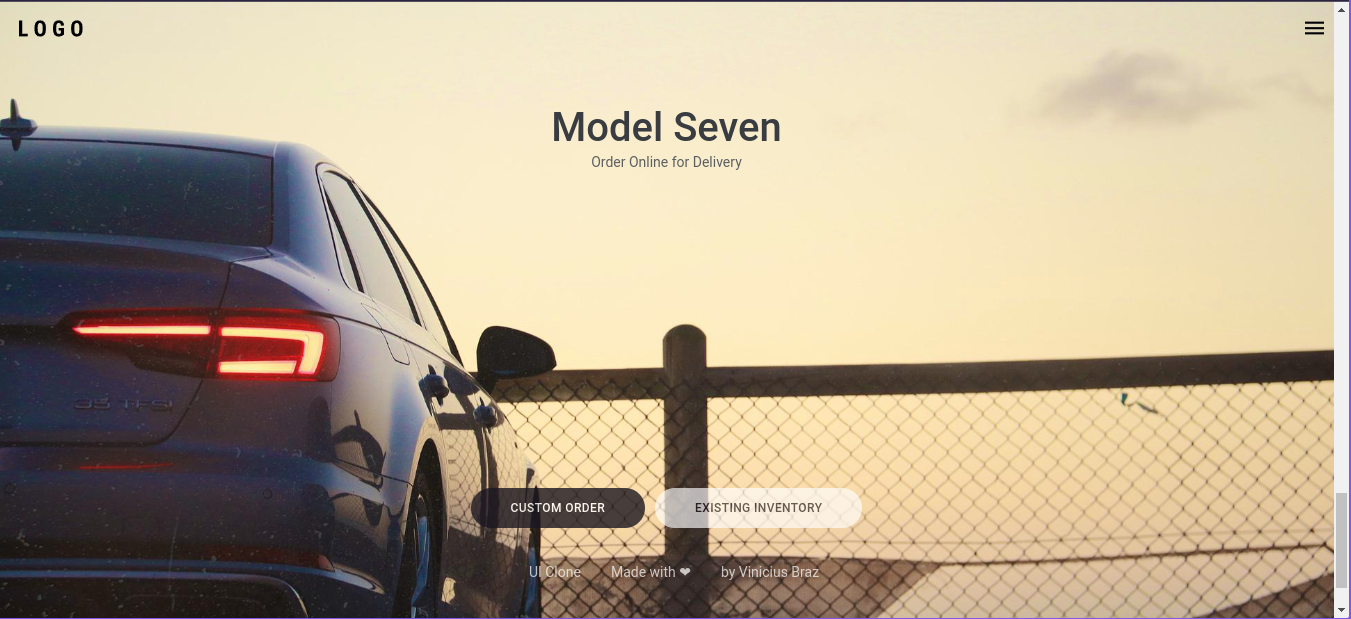 LOGO
Model Seven
Order Online for Delivery
35 TFSI
CUSTOM ORDER
EXISTING INVENTORY
UI Clone
Made with ❤
by Vinicius Braz